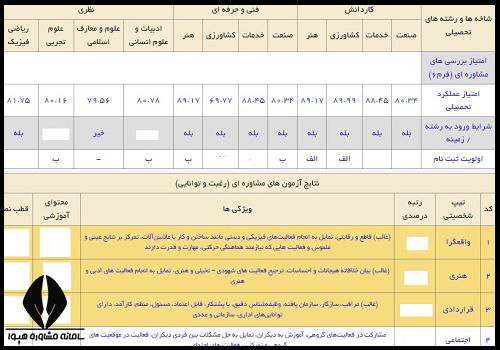 شاخه ها و رشته های تحصیلی
کاردانش
فنی و حرفه ای
نظری
صنعت
خدمات
کشاورزی
هنر
صنعت
خدمات
کشاورزی
هنر
ادبیات و علوم انسانی
علوم و معارف اسلامی
علوم تجربی
ریاضی فیزیک
امتیاز بررسی های مشاوره ای (فرم۶)
امتیاز عملکرد تحصیلی
۸۰.۳۴ ۸۸.۴۵ ۸۹.۹۹ ۸۹.۱۷ ۸۰.۳۴ ۸۸.۴۵ ۶۹.۷۷ ۸۹.۱۷ ۸۰.۷۸ ۷۹.۵۶ ۸۰.۱۶ ۸۱.۷۵
شرایط ورود به رشته / زمینه
بله بله بله بله بله بله بله بله خیر بله
اولویت ثبت نام
الف الف ب ب ب - ب
نتایج آزمون های مشاوره ای (رغبت و توانایی)
کد
تیپ شخصیتی
رتبه درصدی
ویژگی ها
محتوای آموزشی
قطب نما
۱
واقعگرا
(غالب) قاطع و رقابتی، تمایل به انجام فعالیت‌های فیزیکی و دستی مانند ساختن و کار با ماشین‌آلات، تمرکز بر نتایج عینی و
ملموس و فعالیت هایی که نیازمند هماهنگی حرکتی، مهارت و قدرت دارند
۲
هنری
(غالب) بیان خلاقانهٔ هیجانات و احساسات، ترجیح فعالیت های شهودی – تخیلی و هنری، تمایل به انجام فعالیت های ادبی و
هنری
۳
قراردادی
(غالب) مراقب، سازگار، سازمان یافته، وظیفه‌شناس دقیق، با پشتکار، قابل اعتماد، مسئول، منظم، کارآمد، دارای
توانایی‌های اداری، سازمانی و عددی
۴
اجتماعی
مشارکت در فعالیت‌های گروهی، آموزش به دیگران، تمایل به حل مشکلات بین فردی دیگران، فعالیت در موقعیت های
سامانه مشاوره هیوا